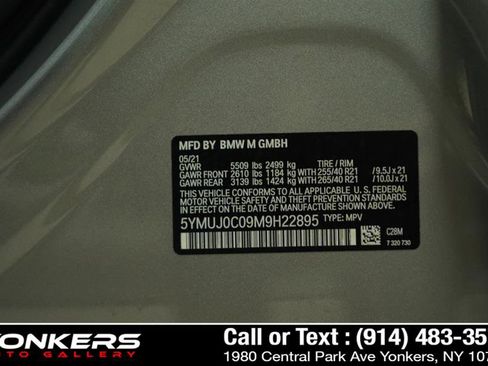 MFD BY BMW M GMBH
05/21
GVWR 5509 lbs 2499 kg TIRE / RIM
GAWR FRONT 2610 lbs 1184 kg 255/40 R21 / 9.5J x 21
GAWR REAR 3139 lbs 1424 kg 265/40 R21 / 10.0J x 21
THIS VEHICLE CONFORMS TO ALL APPLICABLE U.S. FEDERAL
MOTOR VEHICLE SAFETY, BUMPER AND THEFT PREVENTION STANDARDS
IN EFFECT ON THE DATE OF MANUFACTURE SHOWN ABOVE.
5YMUJ0C09M9H22895 TYPE: MPV
C28M
7 320 730
YONKERS
AUTO GALLERY
Call or Text : (914) 483-35
1980 Central Park Ave Yonkers, NY 107